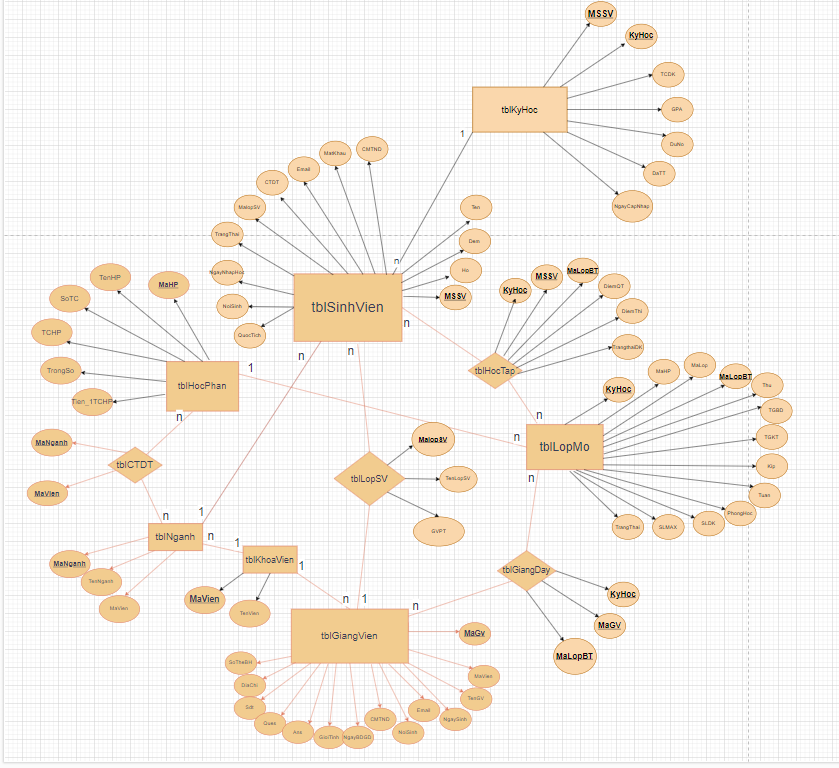 MSSV
KyHoc
TCDK
GPA
DuNo
DaTT
NgayCapNhap
tblKyHoc
1
CMTND
MatKhau
Email
CTDT
MalopSV
TrangThai
NgayNhapHoc
NoiSinh
QuocTich
n
Ten
Dem
Ho
MSSV
tblSinhVien
n
n
n
TenHP
MaHP
SoTC
TCHP
TrongSo
Tien_1TCHP
tblHocPhan
1
n
KyHoc
MSSV
MaLopBT
DiemQT
DiemThi
TrangthaiDK
tblHocTap
n
KyHoc
MaHP
MaLop
MaLopBT
Thu
TGBD
TGKT
Kip
Tuan
PhongHoc
SLDK
SLMAX
TrangThai
tblLopMo
n
n
MaNganh
MaVien
tblCTDT
n
1
tblLopSV
MalopSV
TenLopSV
GVPT
tblNganh
n
MaNganh
TenNganh
MaVien
1
tblKhoaVien
1
MaVien
TenVien
n
1
n
tblGiangDay
KyHoc
MaGV
MaLopBT
tblGiangVien
MaGv
MaVien
TenGV
NgaySinh
Email
NoiSinh
CMTND
NgayBDGD
GioiTinh
Anh
Sdt
DiaChi
SoTheBH